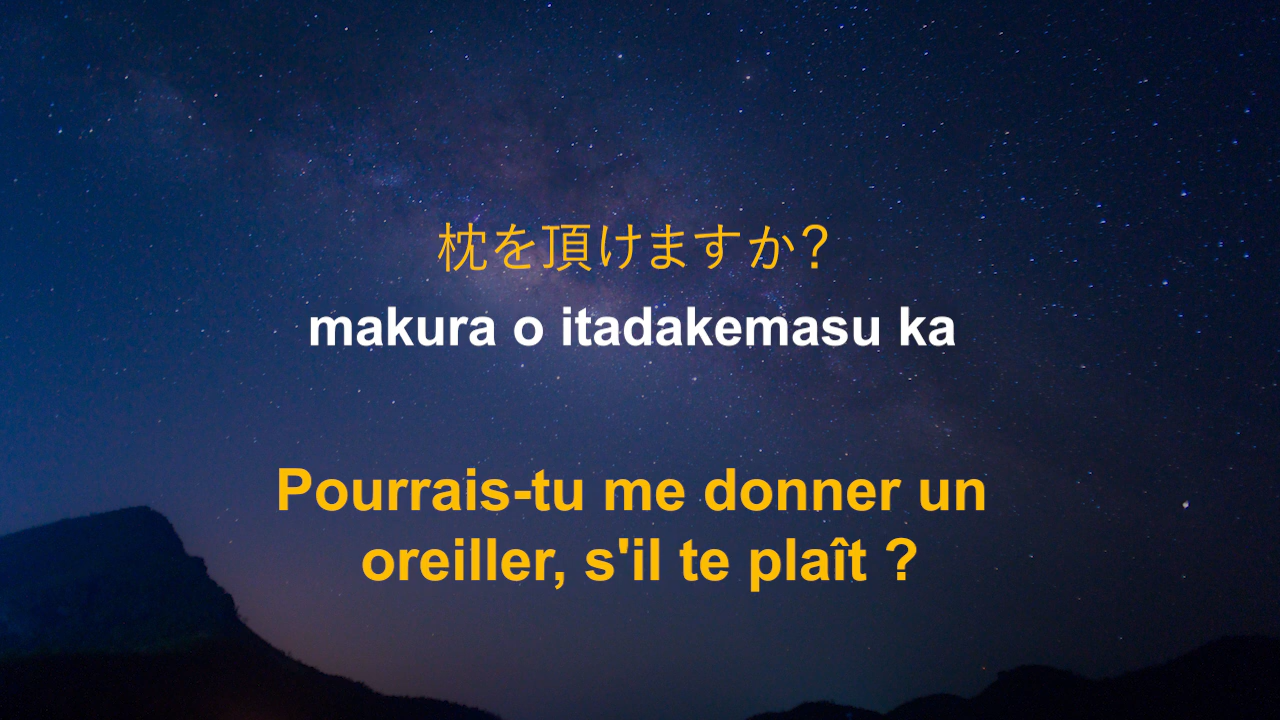 枕を頂けますか?
makura o itadakemasu ka
Pourrais-tu me donner un
oreiller, s'il te plaît ?